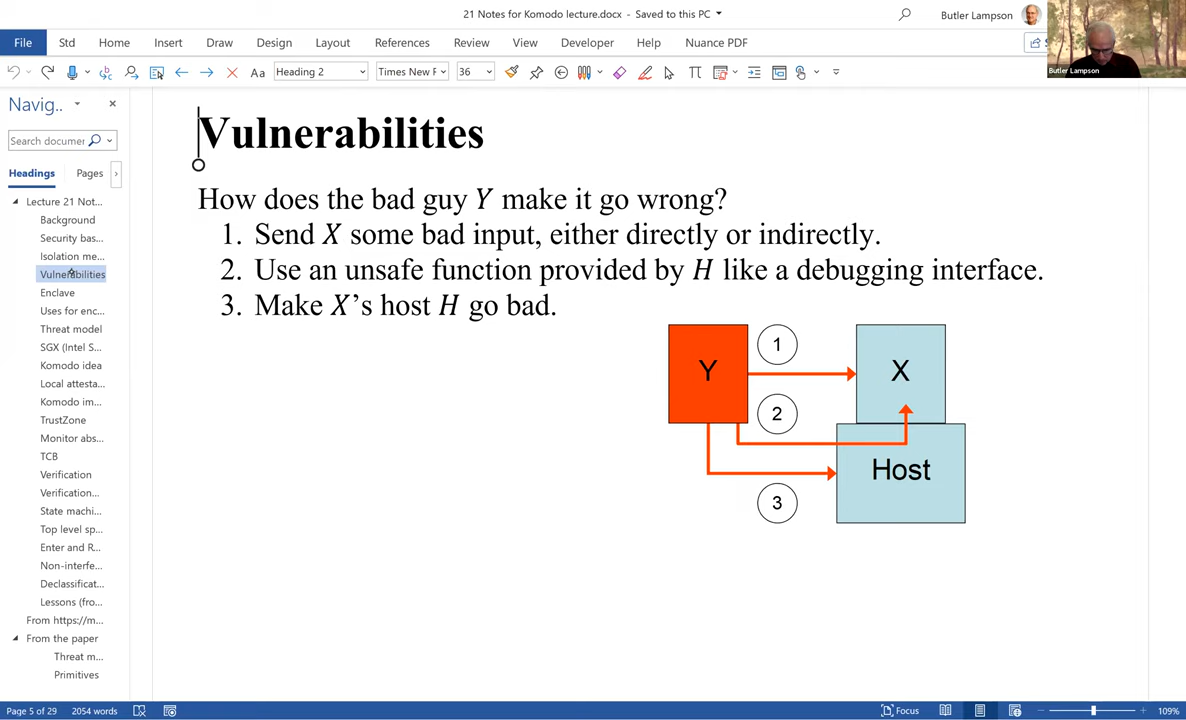 21 Notes for Komodo lecture.docx - Saved to this PC
Butler Lampson
File Std Home Insert Draw Design Layout References Review View Developer Help Nuance PDF
Butler Lampson
Aa Heading 2 Times New F 36
Navig..
Search documer
Headings Pages
Lecture 21 Not...
Background
Security bas...
Isolation me...
Vulnerabilities
Enclave
Uses for enc...
Threat model
SGX (Intel S...
Komodo idea
Local attesta...
Komodo im...
TrustZone
Monitor abs...
TCB
Verification
Verification...
State machi...
Top level sp...
Enter and R...
Non-interfe...
Declassificat...
Lessons (fro...
From https://m...
From the paper
Threat m...
Primitives
Vulnerabilities
How does the bad guy Y make it go wrong?
1. Send X some bad input, either directly or indirectly.
2. Use an unsafe function provided by H like a debugging interface.
3. Make X’s host H go bad.
Y
1
X
2
Host
3
Page 5 of 29 2054 words Focus 109%